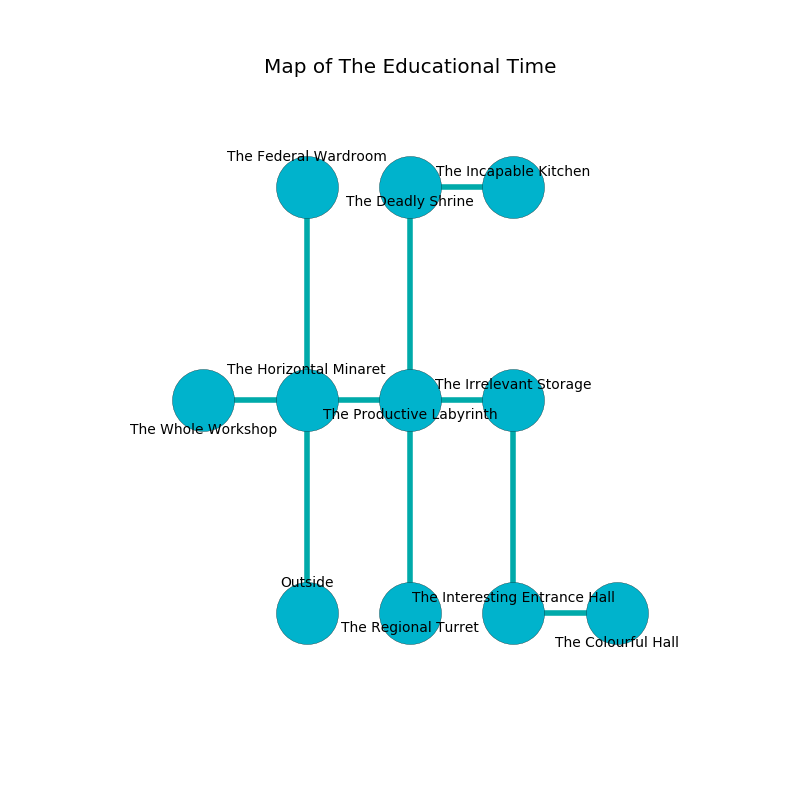 Map of The Educational Time
The Federal Wardroom
The Incapable Kitchen
The Deadly Shrine
The Horizontal Minaret
The Irrelevant Storage
The Productive Labyrinth
The Whole Workshop
Outside
The Interesting Entrance Hall
The Regional Turret
The Colourful Hall